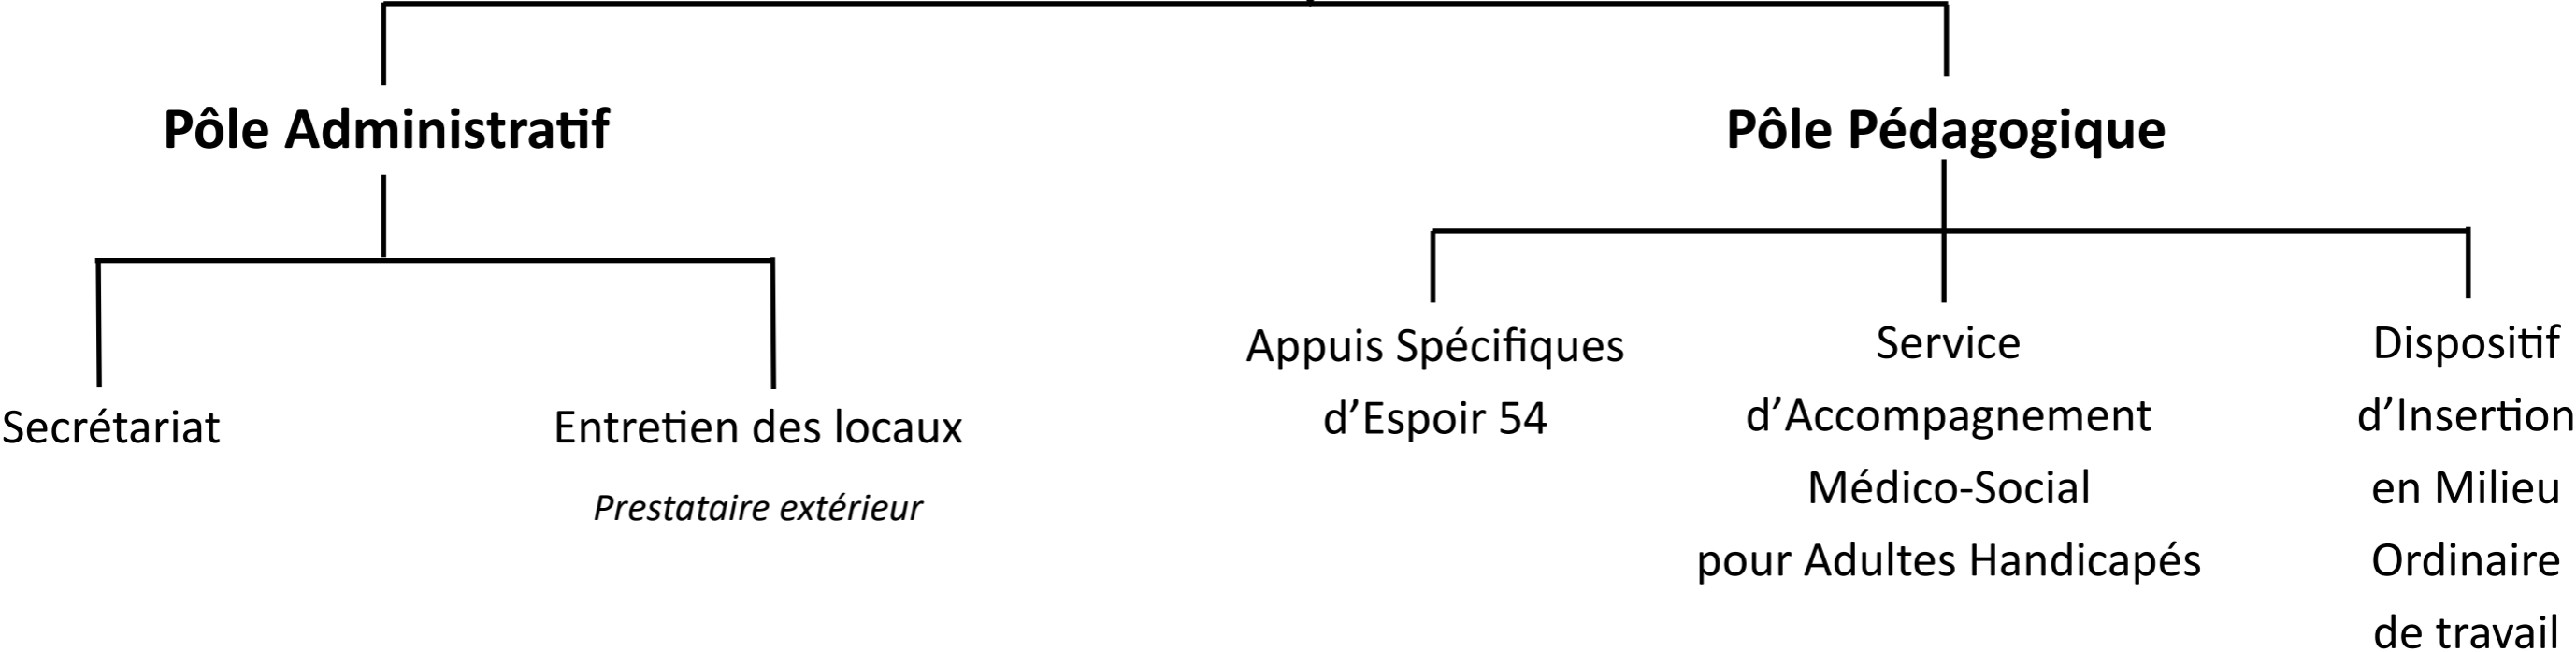 Pôle Administratif
Pôle Pédagogique
Secrétariat
Entretien des locaux
Prestataire extérieur
Appuis Spécifiques
d’Espoir 54
Service
d’Accompagnement
Médico-Social
pour Adultes Handicapés
Dispositif
d’Insertion
en Milieu
Ordinaire
de travail